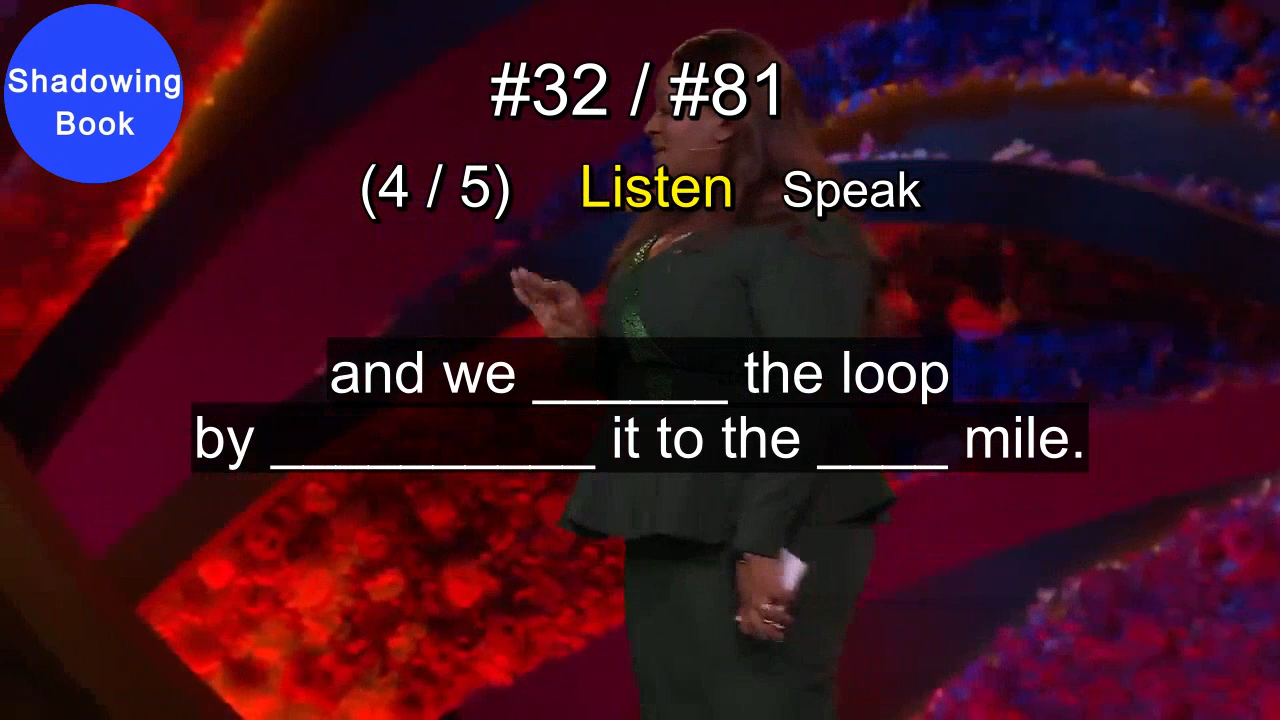 Shadowing
Book
#32 / #81
(4 / 5) Listen Speak
and we ______ the loop
by __________ it to the ____ mile.